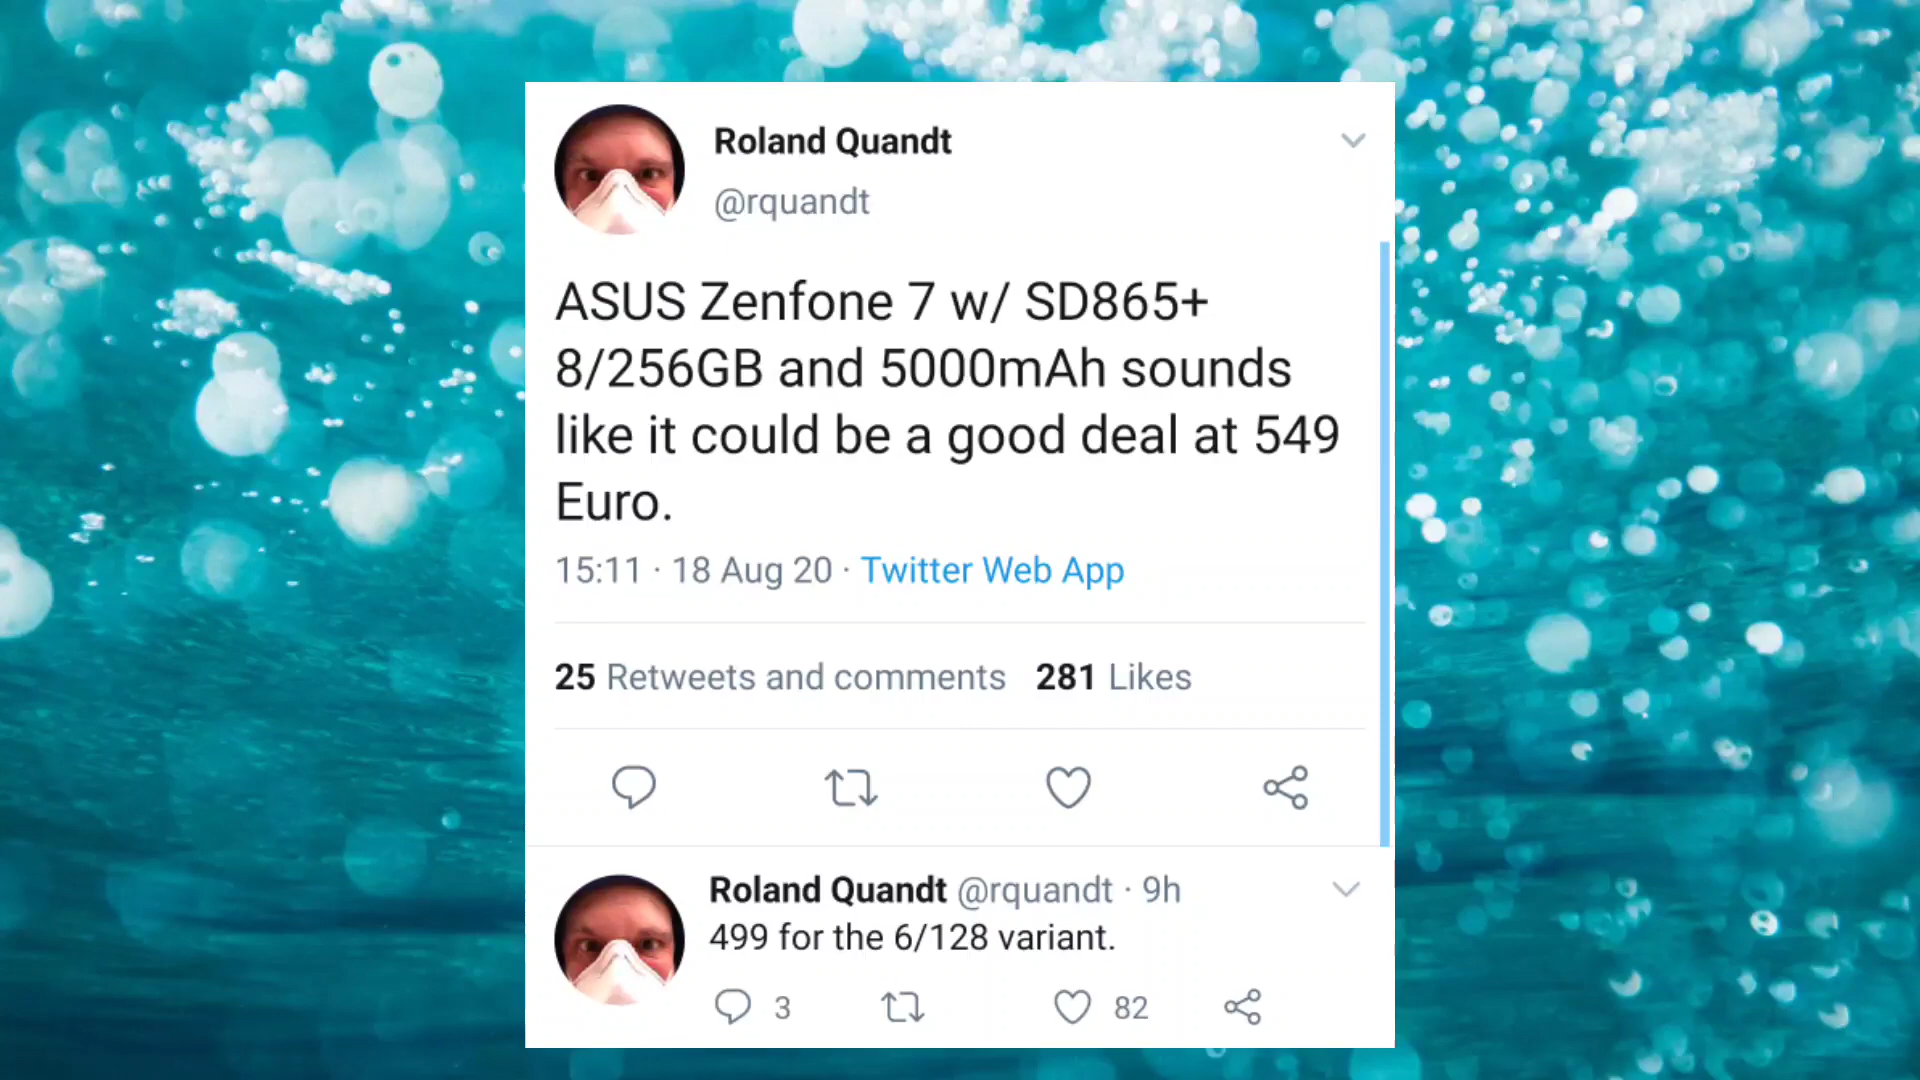 Roland Quandt
@rquandt
ASUS Zenfone 7 w/ SD865+
8/256GB and 5000mAh sounds
like it could be a good deal at 549
Euro.
15:11 · 18 Aug 20 · Twitter Web App
25 Retweets and comments 281 Likes
Roland Quandt @rquandt · 9h
499 for the 6/128 variant.
3 82